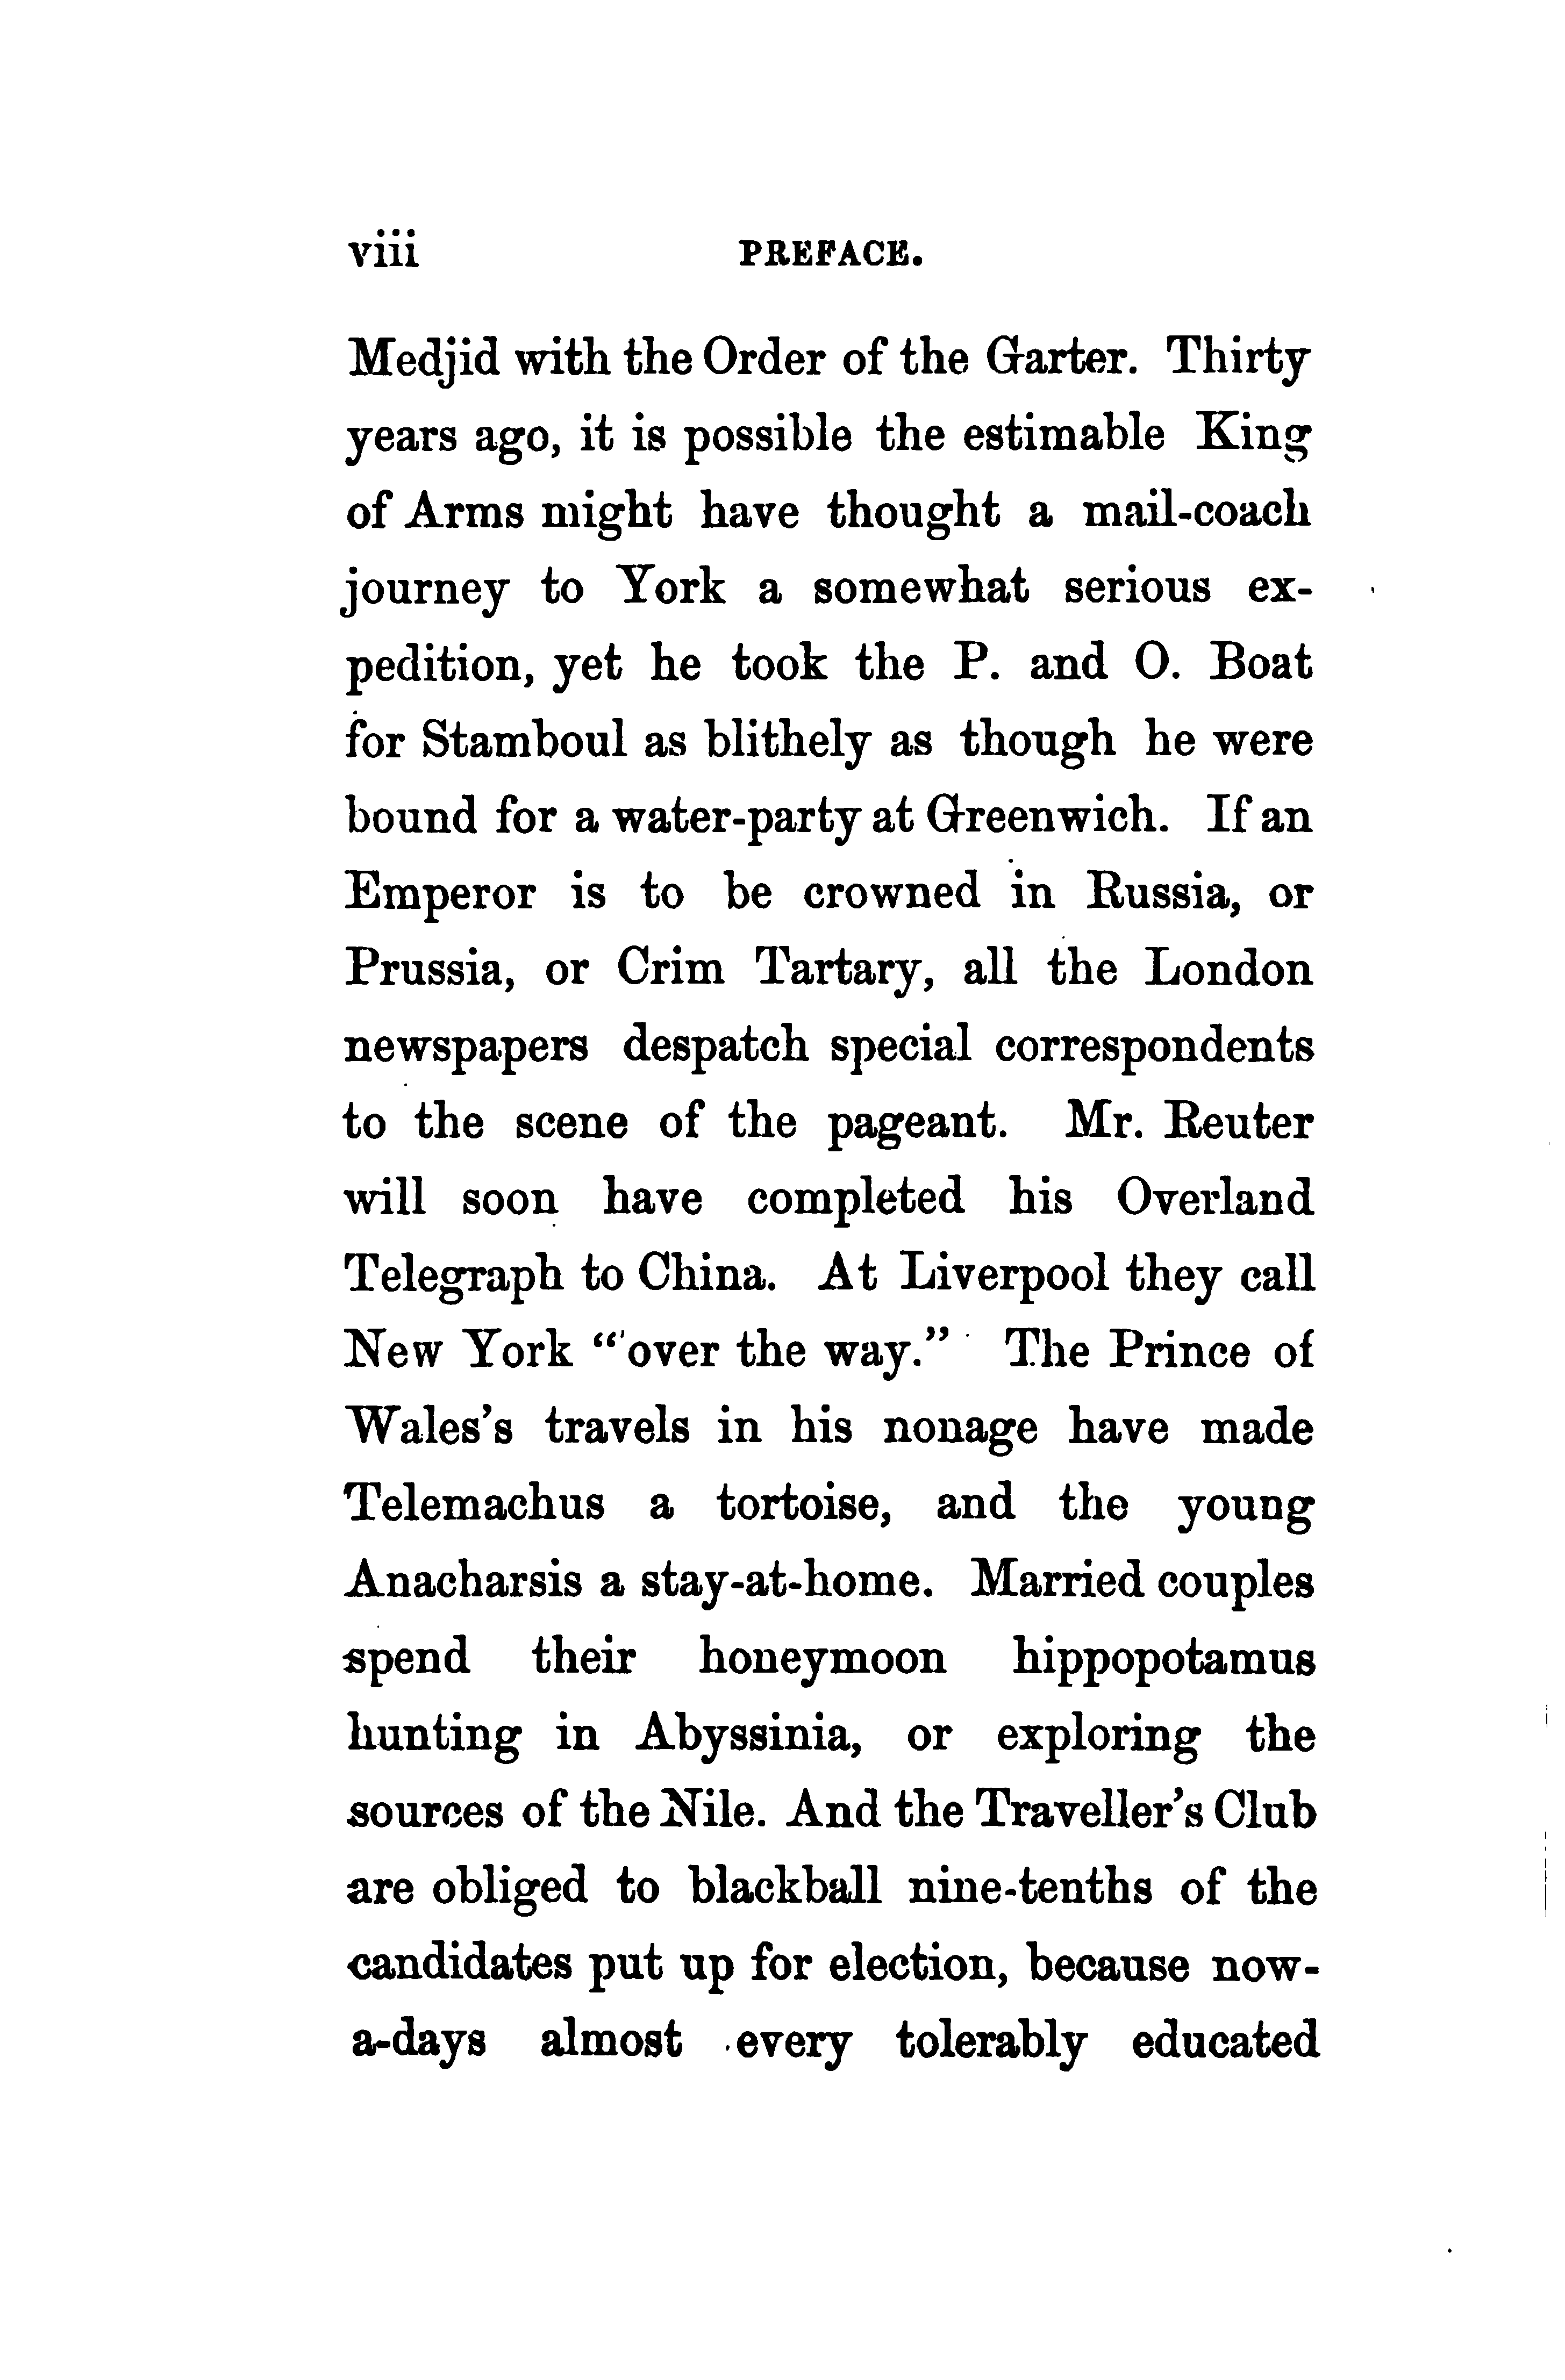 viii PREFACE.
Medjid with the Order of the Garter. Thirty
years ago, it is possible the estimable King
of Arms might have thought a mail-coach
journey to York a somewhat serious ex-
pedition, yet he took the P. and O. Boat
for Stamboul as blithely as though he were
bound for a water-party at Greenwich. If an
Emperor is to be crowned in Russia, or
Prussia, or Crim Tartary, all the London
newspapers despatch special correspondents
to the scene of the pageant. Mr. Reuter
will soon have completed his Overland
Telegraph to China. At Liverpool they call
New York "over the way." The Prince of
Wales's travels in his nonage have made
Telemachus a tortoise, and the young
Anacharsis a stay-at-home. Married couples
spend their honeymoon hippopotamus
hunting in Abyssinia, or exploring the
sources of the Nile. And the Traveller's Club
are obliged to blackball nine-tenths of the
candidates put up for election, because now-
a-days almost every tolerably educated